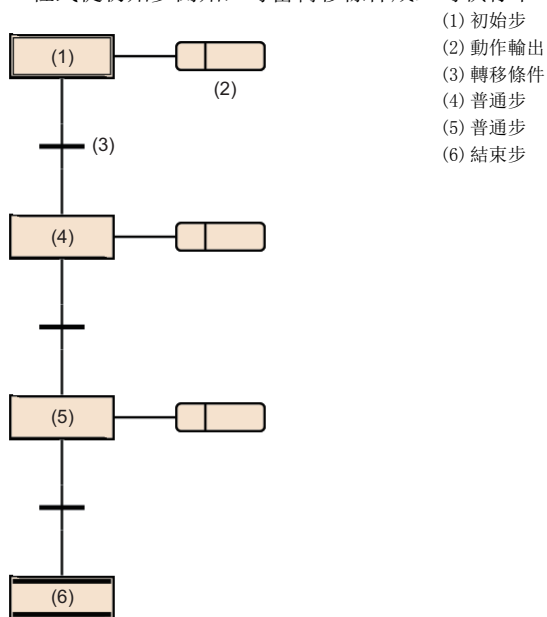 (1) 初始步
(2) 動作輸出
(3) 轉移條件
(4) 普通步
(5) 普通步
(6) 結束步
(1)
(2)
(3)
(4)
(5)
(6)